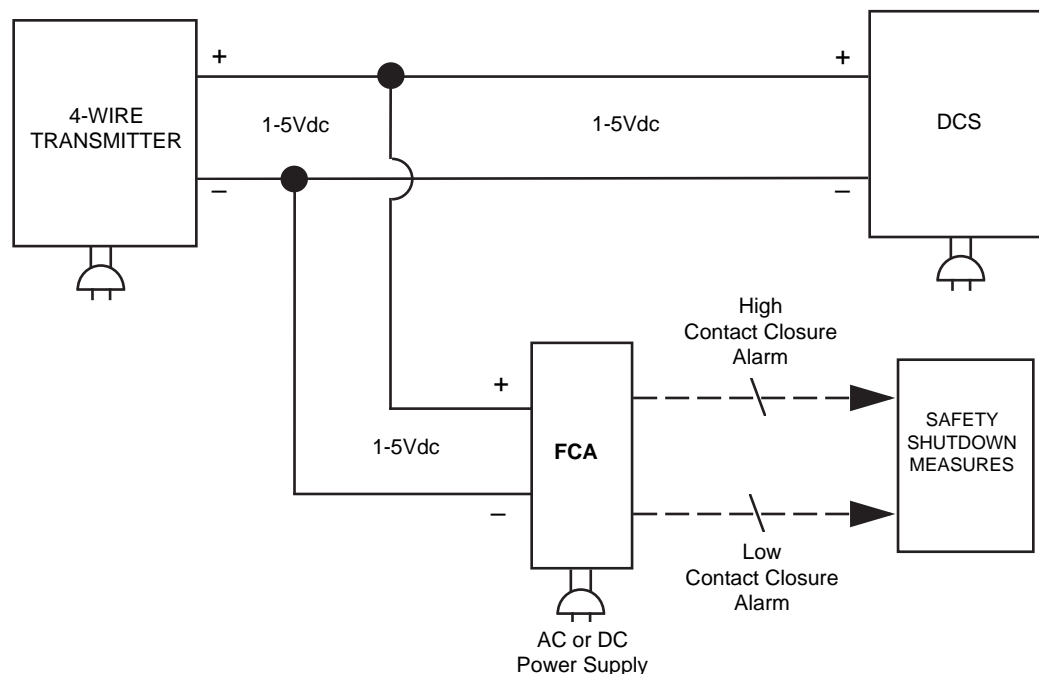 4-WIRE
TRANSMITTER
+
–
1-5Vdc
1-5Vdc
+
–
DCS
+
–
1-5Vdc
FCA
AC or DC
Power Supply
High
Contact Closure
Alarm
Low
Contact Closure
Alarm
SAFETY
SHUTDOWN
MEASURES